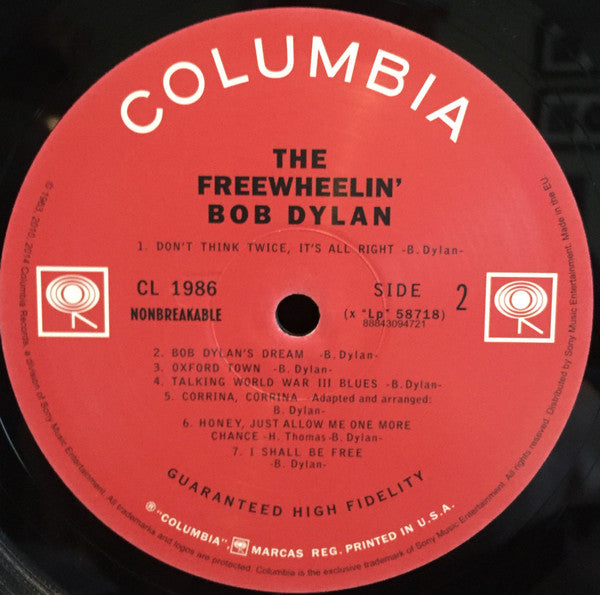 COLUMBIA
THE
FREEWHEELIN'
BOB DYLAN
1. DON'T THINK TWICE, IT'S ALL RIGHT -B. Dylan-
CL 1986
NONBREAKABLE
SIDE 2
(x "Lp" 58718)
88843094721
2. BOB DYLAN'S DREAM -B. Dylan-
3. OXFORD TOWN -B. Dylan-
4. TALKING WORLD WAR III BLUES -B. Dylan-
5. CORRINA, CORRINA -Adapted and arranged:
B. Dylan-
6. HONEY, JUST ALLOW ME ONE MORE
CHANCE -H. Thomas-B. Dylan-
7. I SHALL BE FREE
-B. Dylan-
GUARANTEED HIGH FIDELITY
® "COLUMBIA", MARCAS REG. PRINTED IN U.S.A.
© 1963, 2010, 2014 Columbia Records, a division of Sony Music Entertainment. All trademarks and logos are protected. Columbia is the exclusive trademark of Sony Music Entertainment. All rights reserved. Distributed by Sony Music Entertainment. Made in the EU.